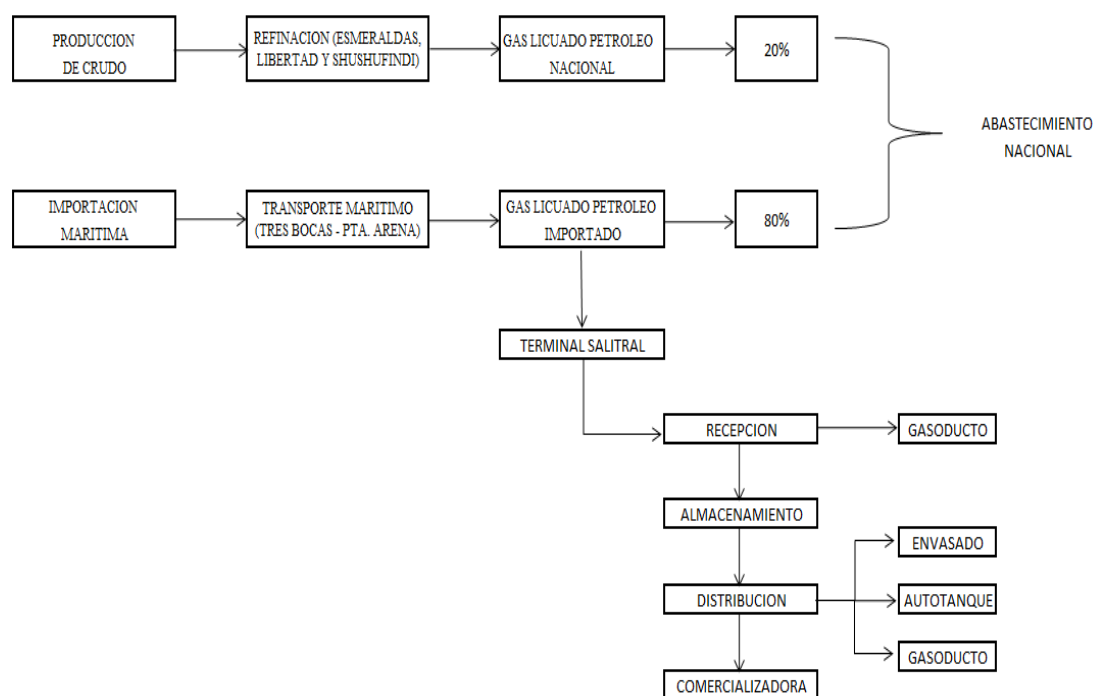 PRODUCCION
DE CRUDO
REFINACION (ESMERALDAS,
LIBERTAD Y SHUSHUFINDI)
GAS LICUADO PETROLEO
NACIONAL
20%
ABASTECIMIENTO
NACIONAL
IMPORTACION
MARITIMA
TRANSPORTE MARITIMO
(TRES BOCAS - PTA. ARENA)
GAS LICUADO PETROLEO
IMPORTADO
80%
TERMINAL SALITRAL
RECEPCION
GASODUCTO
ALMACENAMIENTO
ENVASADO
DISTRIBUCION
AUTOTANQUE
GASODUCTO
COMERCIALIZADORA